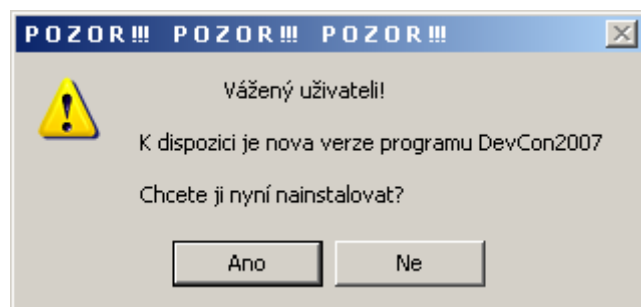 POZOR!!! POZOR!!! POZOR!!!
Vážený uživateli!
K dispozici je nova verze programu DevCon2007
Chcete ji nyní nainstalovat?
Ano
Ne